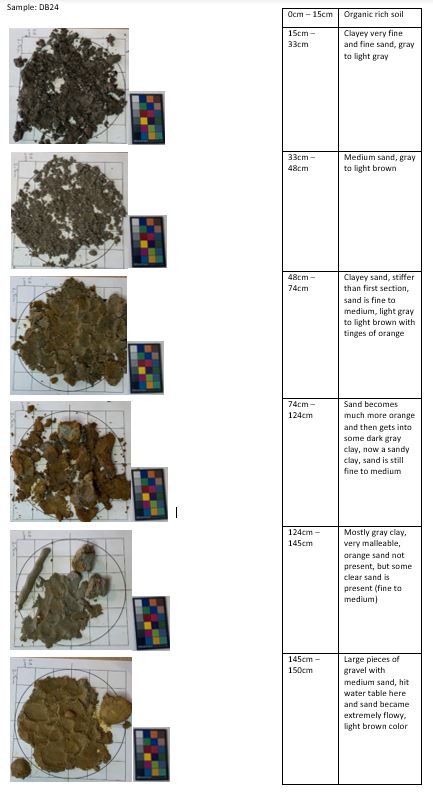 Sample: DB24
0cm – 15cm Organic rich soil
15cm – Clayey very fine
33cm and fine sand, gray
to light gray
33cm – Medium sand, gray
48cm to light brown
48cm – Clayey sand, stiffer
74cm than first section,
sand is fine to
medium, light gray
to light brown with
tinges of orange
74cm – Sand becomes
124cm much more orange
and then gets into
some dark gray
clay, now a sandy
clay, sand is still
fine to medium
124cm – Mostly gray clay,
145cm very malleable,
orange sand not
present, but some
clear sand is
present (fine to
medium)
145cm – Large pieces of
150cm gravel with
medium sand, hit
water table here
and sand became
extremely flowy,
light brown color